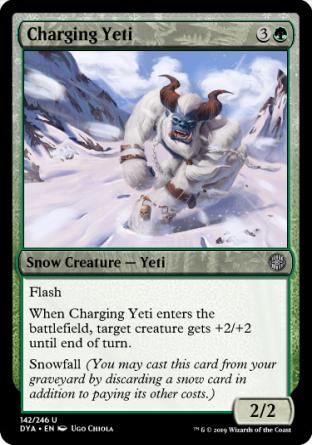 Charging Yeti 3
Snow Creature — Yeti
Flash
When Charging Yeti enters the
battlefield, target creature gets +2/+2
until end of turn.
Snowfall (You may cast this card from your
graveyard by discarding a snow card in
addition to paying its other costs.)
2/2
142/246 U
DYA • EN Ugo Chiola
™ & © 2019 Wizards of the Coast